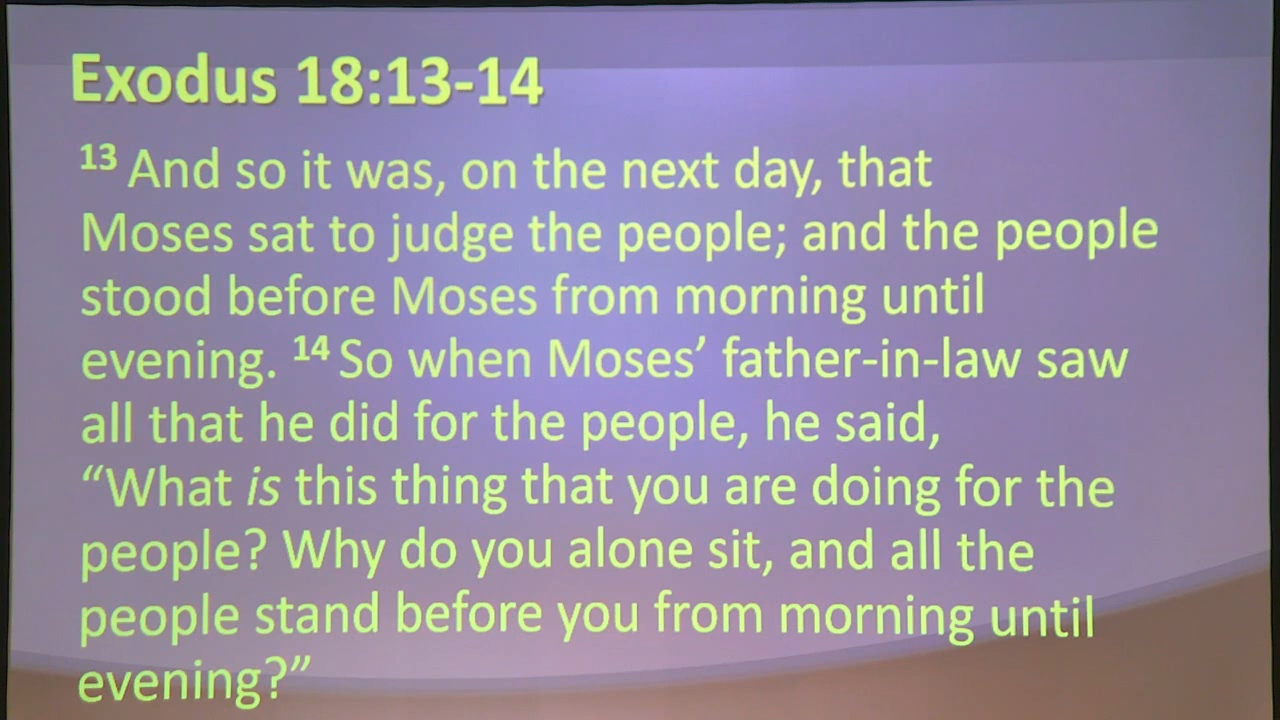 Exodus 18:13-14
13 And so it was, on the next day, that
Moses sat to judge the people; and the people
stood before Moses from morning until
evening. 14 So when Moses’ father-in-law saw
all that he did for the people, he said,
“What is this thing that you are doing for the
people? Why do you alone sit, and all the
people stand before you from morning until
evening?”